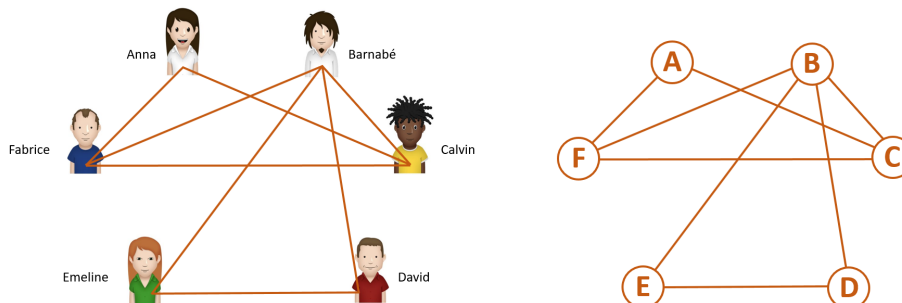 Anna
Barnabé
Fabrice
Calvin
Emeline
David
A
B
F
C
E
D